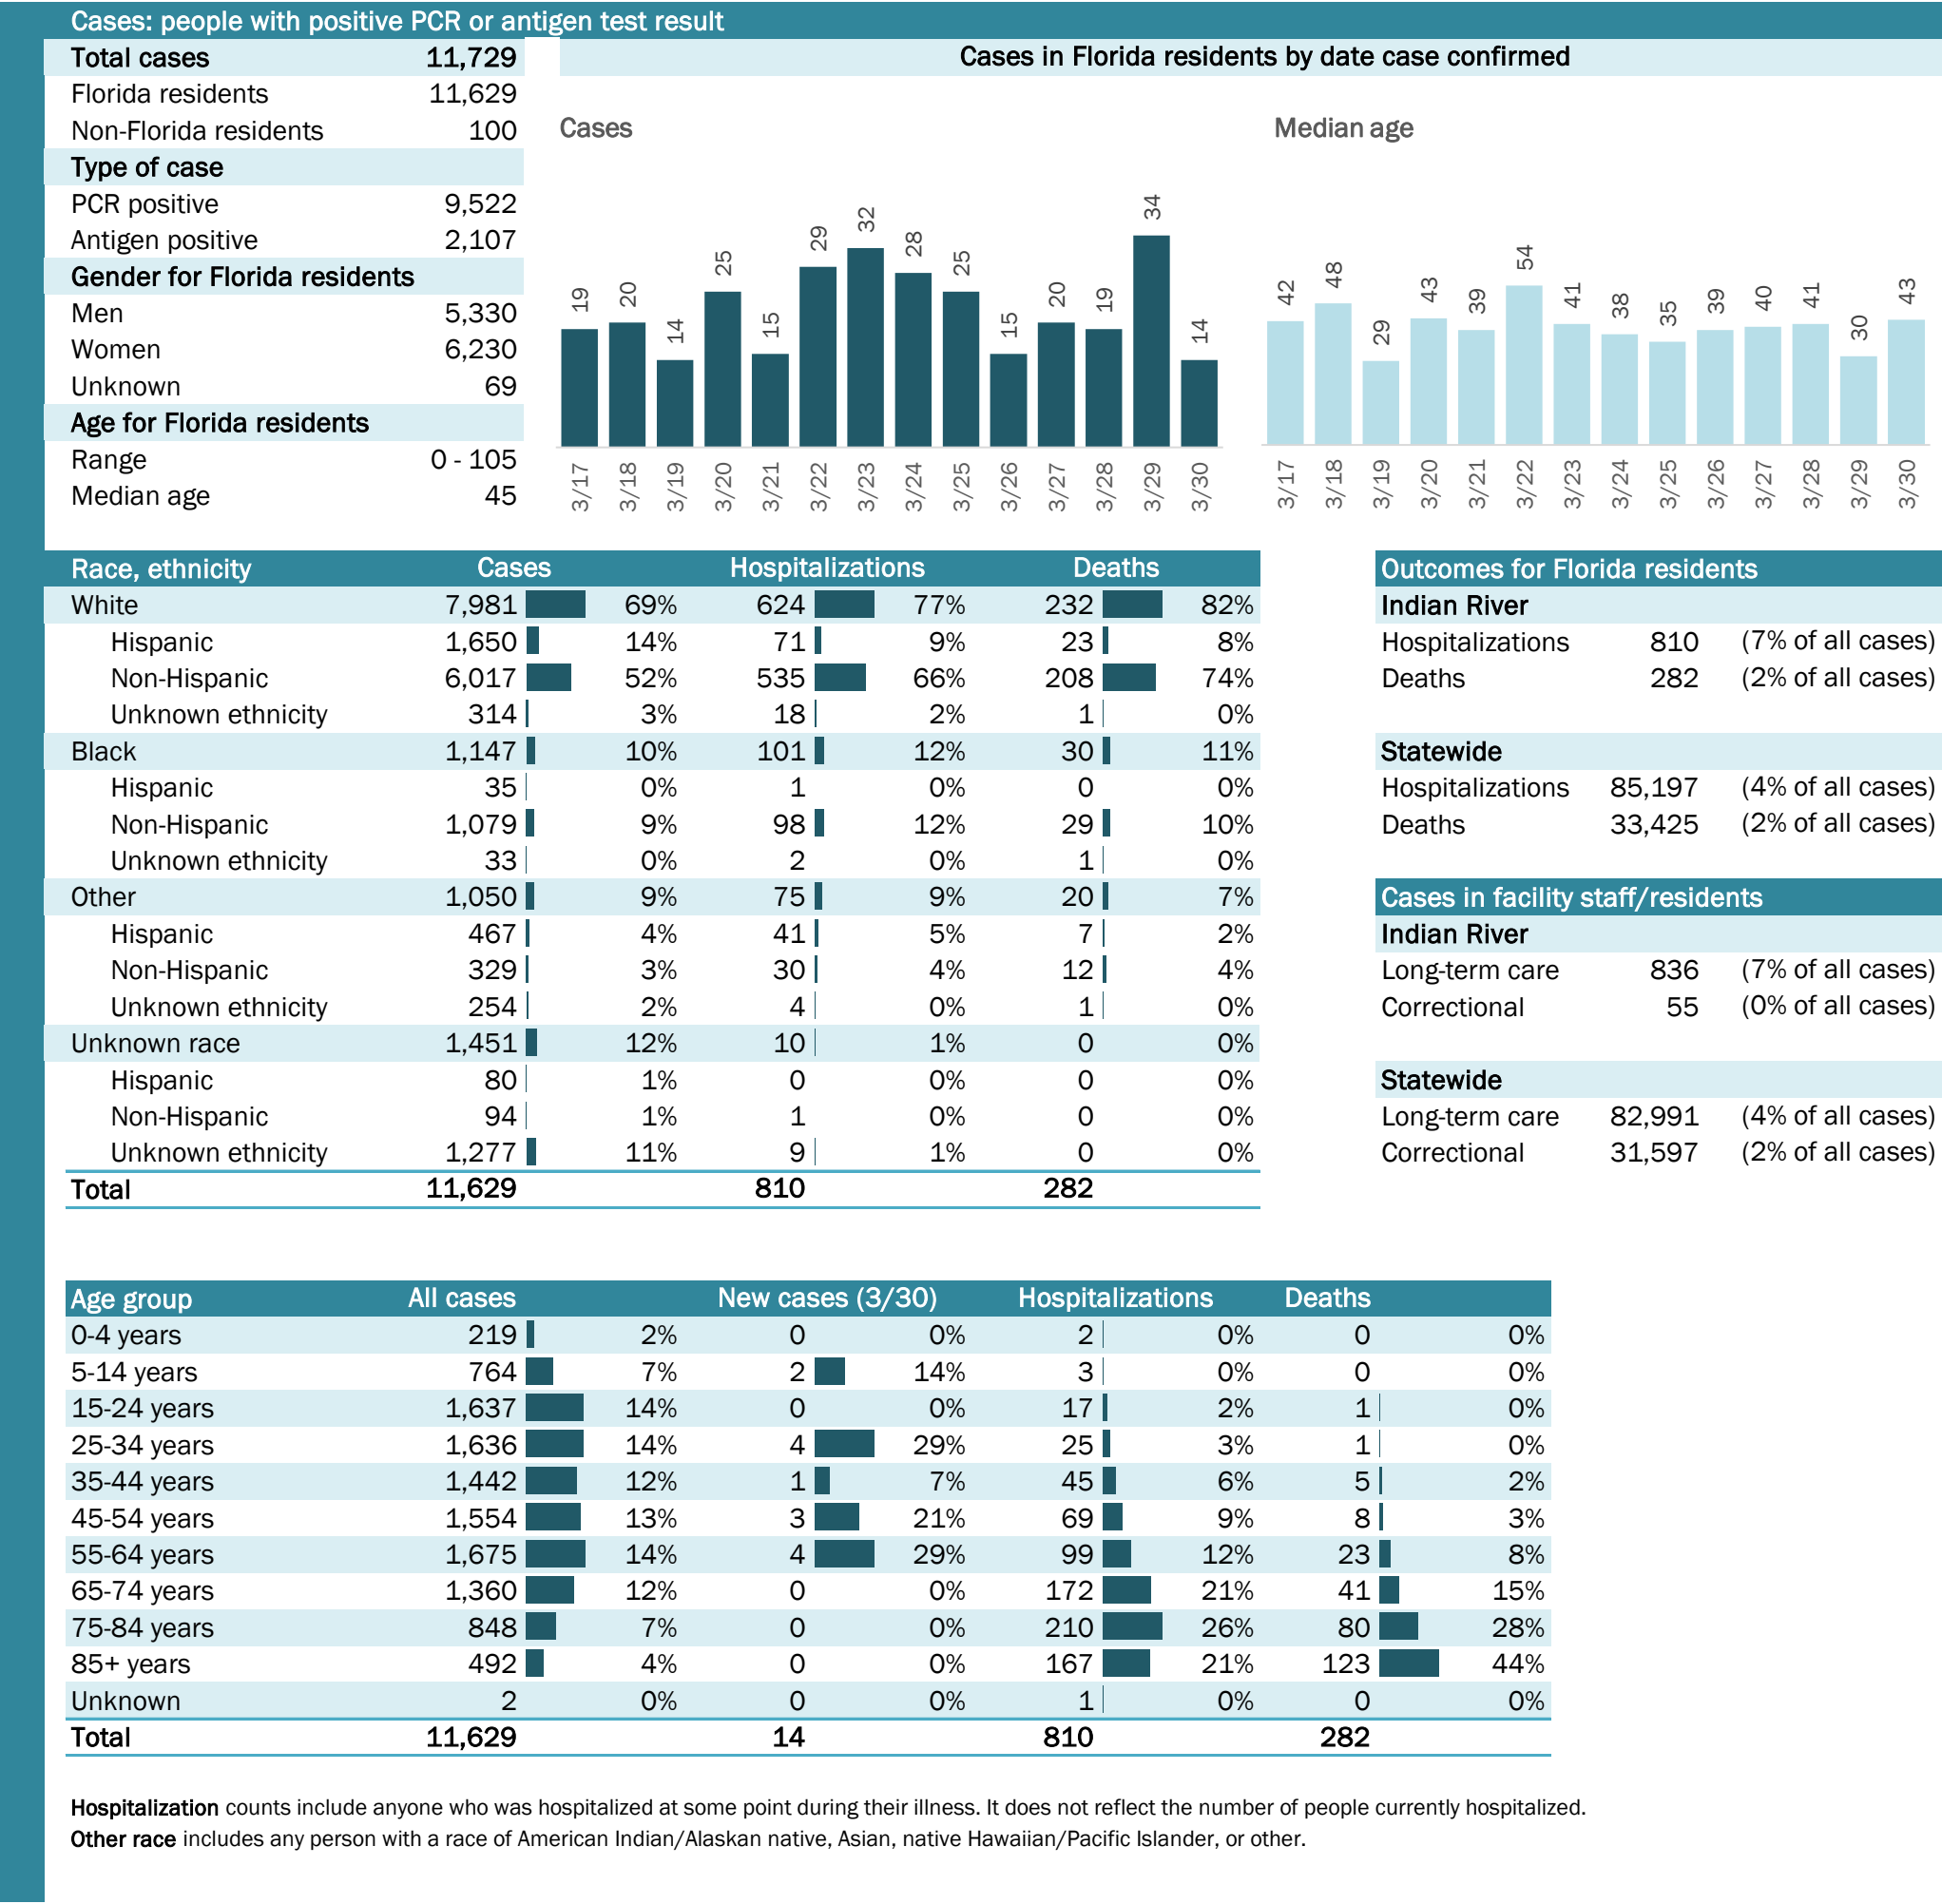 Cases: people with positive PCR or antigen test result
Total cases 11,729
Florida residents 11,629
Non-Florida residents 100
Type of case
PCR positive 9,522
Antigen positive 2,107
Gender for Florida residents
Men 5,330
Women 6,230
Unknown 69
Age for Florida residents
Range 0 - 105
Median age 45
Cases in Florida residents by date case confirmed
Cases
19 20 14 25 15 29 32 28 25 15 20 19 34 14
3/17 3/18 3/19 3/20 3/21 3/22 3/23 3/24 3/25 3/26 3/27 3/28 3/29 3/30
Median age
42 48 29 43 39 54 41 38 35 39 40 41 30 43
3/17 3/18 3/19 3/20 3/21 3/22 3/23 3/24 3/25 3/26 3/27 3/28 3/29 3/30
Race, ethnicity Cases Hospitalizations Deaths
White 7,981 69% 624 77% 232 82%
Hispanic 1,650 14% 71 9% 23 8%
Non-Hispanic 6,017 52% 535 66% 208 74%
Unknown ethnicity 314 3% 18 2% 1 0%
Black 1,147 10% 101 12% 30 11%
Hispanic 35 0% 1 0% 0 0%
Non-Hispanic 1,079 9% 98 12% 29 10%
Unknown ethnicity 33 0% 2 0% 1 0%
Other 1,050 9% 75 9% 20 7%
Hispanic 467 4% 41 5% 7 2%
Non-Hispanic 329 3% 30 4% 12 4%
Unknown ethnicity 254 2% 4 0% 1 0%
Unknown race 1,451 12% 10 1% 0 0%
Hispanic 80 1% 0 0% 0 0%
Non-Hispanic 94 1% 1 0% 0 0%
Unknown ethnicity 1,277 11% 9 1% 0 0%
Total 11,629 810 282
Outcomes for Florida residents
Indian River
Hospitalizations 810 (7% of all cases)
Deaths 282 (2% of all cases)
Statewide
Hospitalizations 85,197 (4% of all cases)
Deaths 33,425 (2% of all cases)
Cases in facility staff/residents
Indian River
Long-term care 836 (7% of all cases)
Correctional 55 (0% of all cases)
Statewide
Long-term care 82,991 (4% of all cases)
Correctional 31,597 (2% of all cases)
Age group All cases New cases (3/30) Hospitalizations Deaths
0-4 years 219 2% 0 0% 2 0% 0 0%
5-14 years 764 7% 2 14% 3 0% 0 0%
15-24 years 1,637 14% 0 0% 17 2% 1 0%
25-34 years 1,636 14% 4 29% 25 3% 1 0%
35-44 years 1,442 12% 1 7% 45 6% 5 2%
45-54 years 1,554 13% 3 21% 69 9% 8 3%
55-64 years 1,675 14% 4 29% 99 12% 23 8%
65-74 years 1,360 12% 0 0% 172 21% 41 15%
75-84 years 848 7% 0 0% 210 26% 80 28%
85+ years 492 4% 0 0% 167 21% 123 44%
Unknown 2 0% 0 0% 1 0% 0 0%
Total 11,629 14 810 282
Hospitalization counts include anyone who was hospitalized at some point during their illness. It does not reflect the number of people currently hospitalized.
Other race includes any person with a race of American Indian/Alaskan native, Asian, native Hawaiian/Pacific Islander, or other.